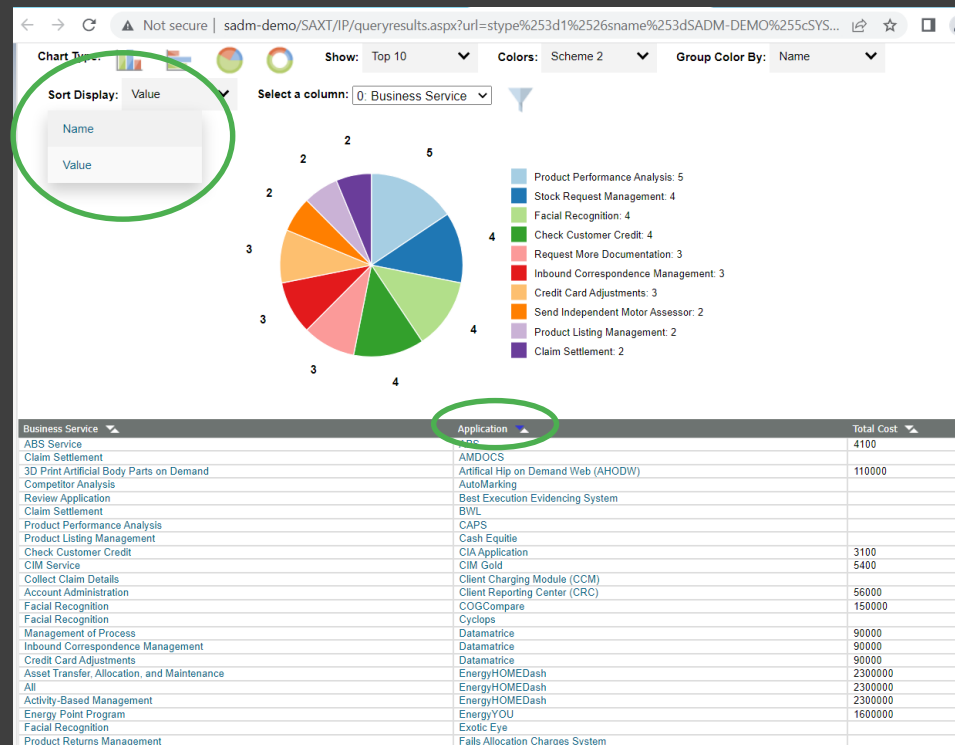 Not secure | sadm-demo/SAXT/IP/queryresults.aspx?url=stype%253d1%2526sname%253dSADM-DEMO%255cSYS...
Chart Type: Show: Top 10 Colors: Scheme 2 Group Color By: Name
Sort Display: Value Select a column: 0: Business Service
Name
Value
2
2
5
2
4
3
3
4
3
4
Product Performance Analysis: 5
Stock Request Management: 4
Facial Recognition: 4
Check Customer Credit: 4
Request More Documentation: 3
Inbound Correspondence Management: 3
Credit Card Adjustments: 3
Send Independent Motor Assessor: 2
Product Listing Management: 2
Claim Settlement: 2
Business Service Application Total Cost
ABS Service ABS 4100
Claim Settlement AMDOCS
3D Print Artificial Body Parts on Demand Artifical Hip on Demand Web (AHODW) 110000
Competitor Analysis AutoMarking
Review Application Best Execution Evidencing System
Claim Settlement BWL
Product Performance Analysis CAPS
Product Listing Management Cash Equitie
Check Customer Credit CIA Application 3100
CIM Service CIM Gold 5400
Collect Claim Details Client Charging Module (CCM)
Account Administration Client Reporting Center (CRC) 56000
Facial Recognition COGCompare 150000
Facial Recognition Cyclops
Management of Process Datamatrice 90000
Inbound Correspondence Management Datamatrice 90000
Credit Card Adjustments Datamatrice 90000
Asset Transfer, Allocation, and Maintenance EnergyHOMEDash 2300000
All EnergyHOMEDash 2300000
Activity-Based Management EnergyHOMEDash 2300000
Energy Point Program EnergyYOU 1600000
Facial Recognition Exotic Eye
Product Returns Management Fails Allocation Charges System